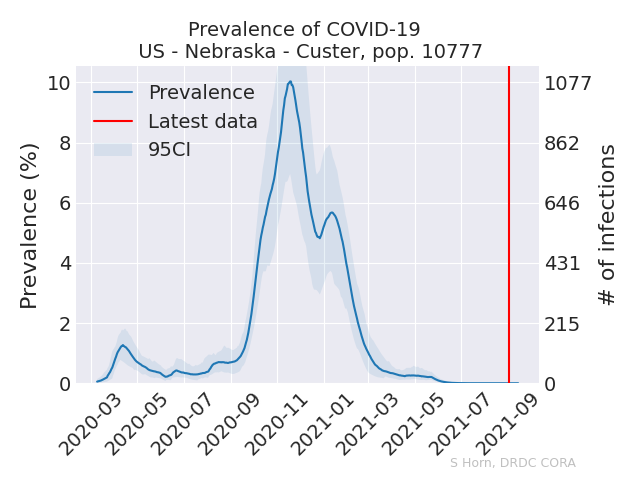 Prevalence of COVID-19
US - Nebraska - Custer, pop. 10777
Prevalence (%)
10
8
6
4
2
0
Prevalence
Latest data
95CI
1077
862
646
431
215
0
# of infections
2020-03
2020-05
2020-07
2020-09
2020-11
2021-01
2021-03
2021-05
2021-07
2021-09
S Horn, DRDC CORA